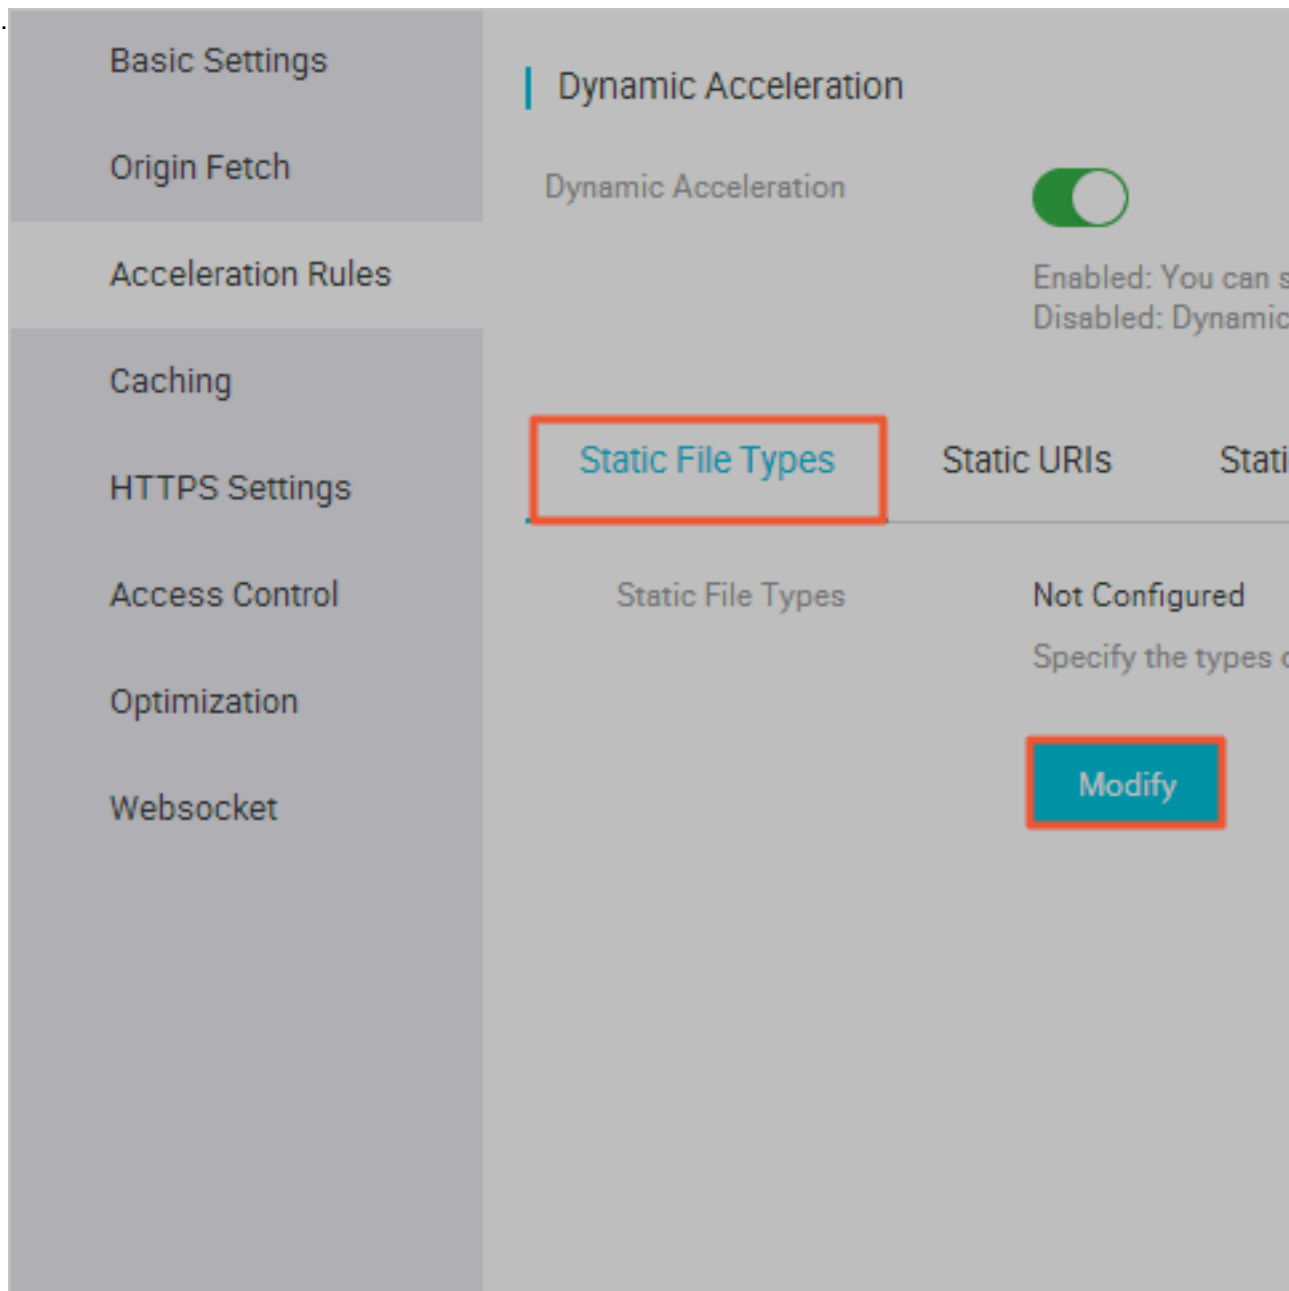 .
Basic Settings
Origin Fetch
Acceleration Rules
Caching
HTTPS Settings
Access Control
Optimization
Websocket
Dynamic Acceleration
Dynamic Acceleration
Enabled: You can
Disabled: Dynamic
Static File Types Static URIs
Static File Types Not Configured
Specify the types
Modify